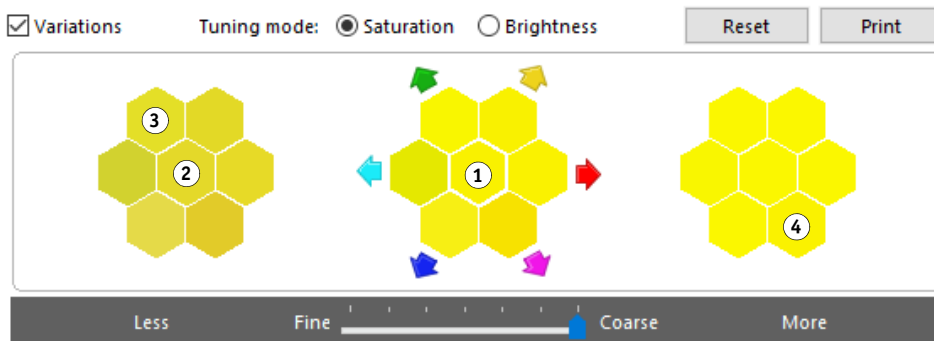 Variations Tuning mode: Saturation Brightness Reset Print
3
2 1
4
Less Fine Coarse More